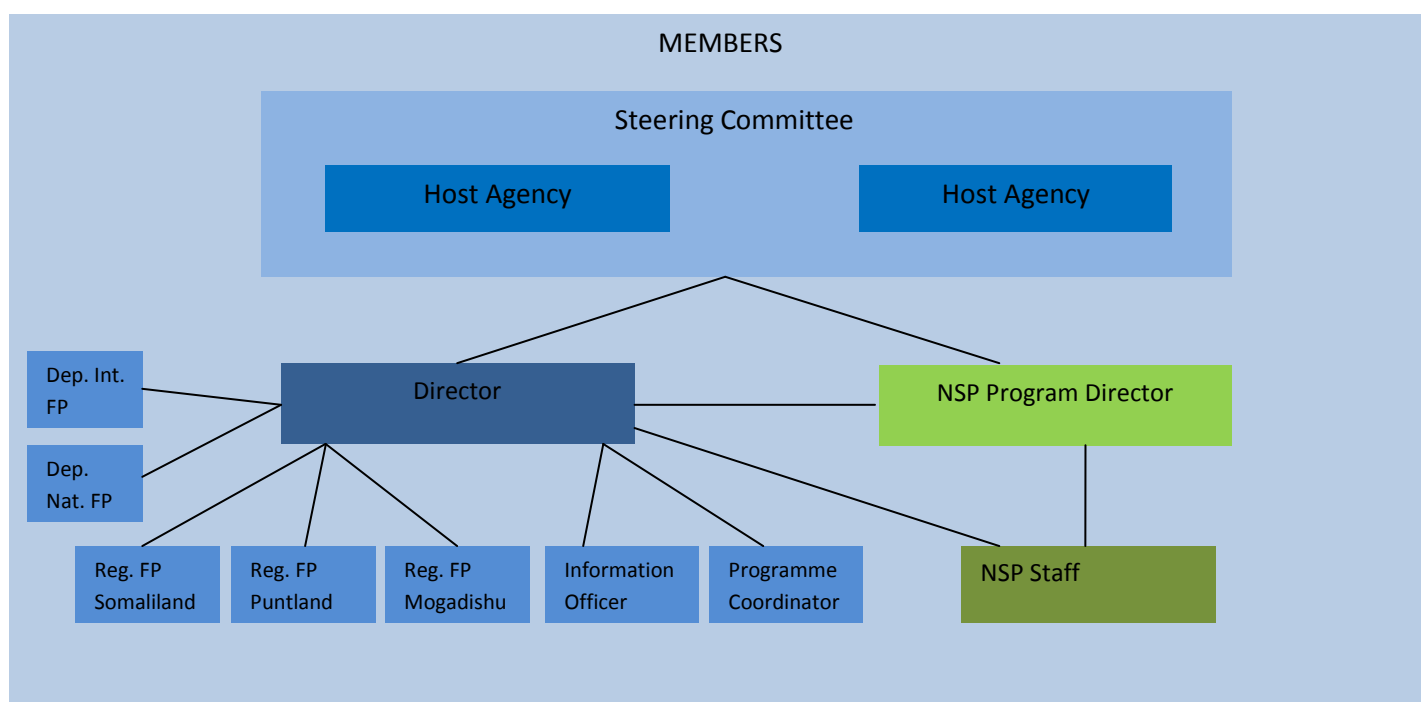 MEMBERS
Steering Committee
Host Agency
Host Agency
Dep. Int.
FP
Director
NSP Program Director
Dep.
Nat. FP
Reg. FP
Somaliland
Reg. FP
Puntland
Reg. FP
Mogadishu
Information
Officer
Programme
Coordinator
NSP Staff